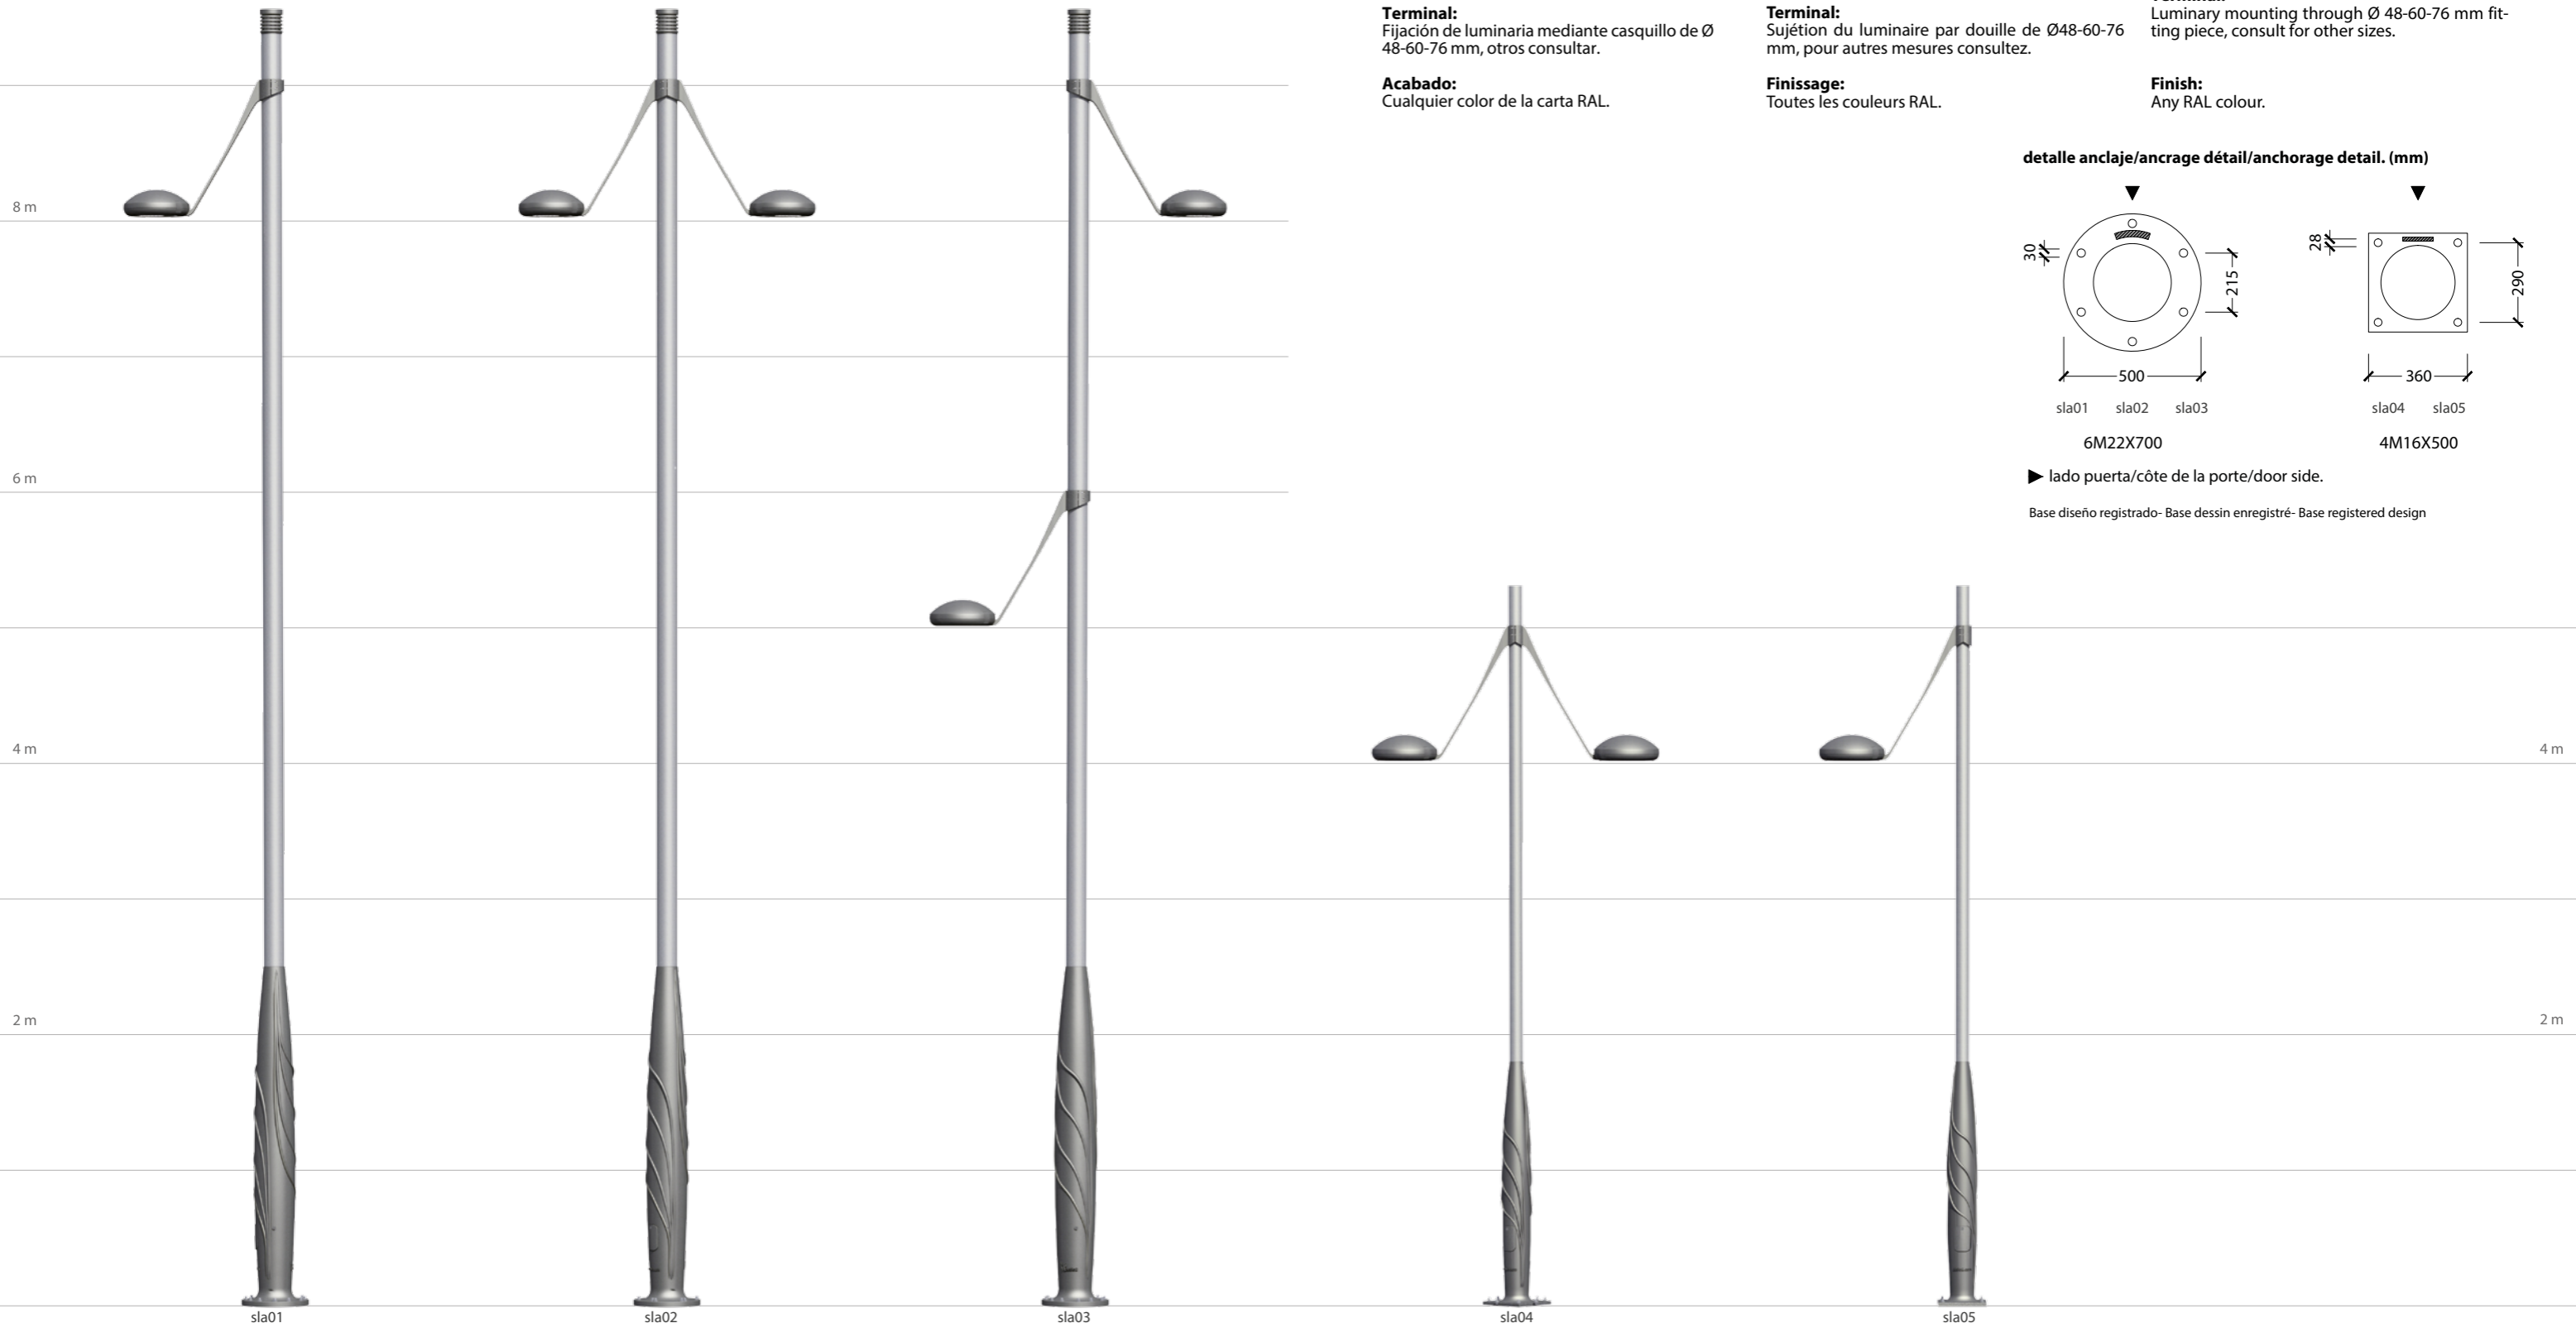 Terminal:
Fijación de luminaria mediante casquillo de Ø
48-60-76 mm, otros consultar.
Acabado:
Cualquier color de la carta RAL.
Terminal:
Sujétion du luminaire par douille de Ø48-60-76
mm, pour autres mesures consultez.
Finissage:
Toutes les couleurs RAL.
Luminary mounting through Ø 48-60-76 mm fit-
ting piece, consult for other sizes.
Finish:
Any RAL colour.
detalle anclaje/ancrage détail/anchorage detail. (mm)
30
215
500
sla01 sla02 sla03
6M22X700
28
290
360
sla04 sla05
4M16X500
► lado puerta/côte de la porte/door side.
Base diseño registrado- Base dessin enregistré- Base registered design
8 m
6 m
4 m
4 m
2 m
2 m
sla01
sla02
sla03
sla04
sla05